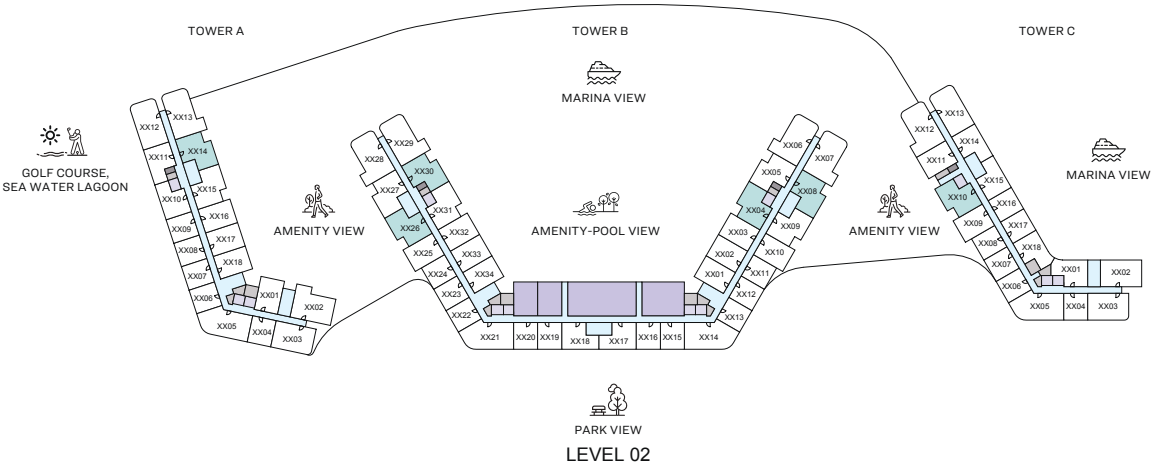 TOWER A
TOWER B
TOWER C
MARINA VIEW
GOLF COURSE,
SEA WATER LAGOON
AMENITY VIEW
AMENITY-POOL VIEW
AMENITY VIEW
MARINA VIEW
XX12
XX13
XX11
XX14
XX10
XX15
XX09
XX16
XX08
XX17
XX07
XX18
XX06
XX01
XX02
XX05
XX04
XX03
XX29
XX28
XX30
XX27
XX31
XX26
XX32
XX25
XX33
XX24
XX34
XX23
XX22
XX21
XX20
XX19
XX18
XX17
XX16
XX15
XX14
XX13
XX12
XX11
XX10
XX09
XX08
XX07
XX06
XX05
XX04
XX03
XX02
XX01
XX12
XX13
XX11
XX14
XX10
XX15
XX09
XX16
XX08
XX17
XX07
XX18
XX06
XX01
XX02
XX05
XX04
XX03
PARK VIEW
LEVEL 02